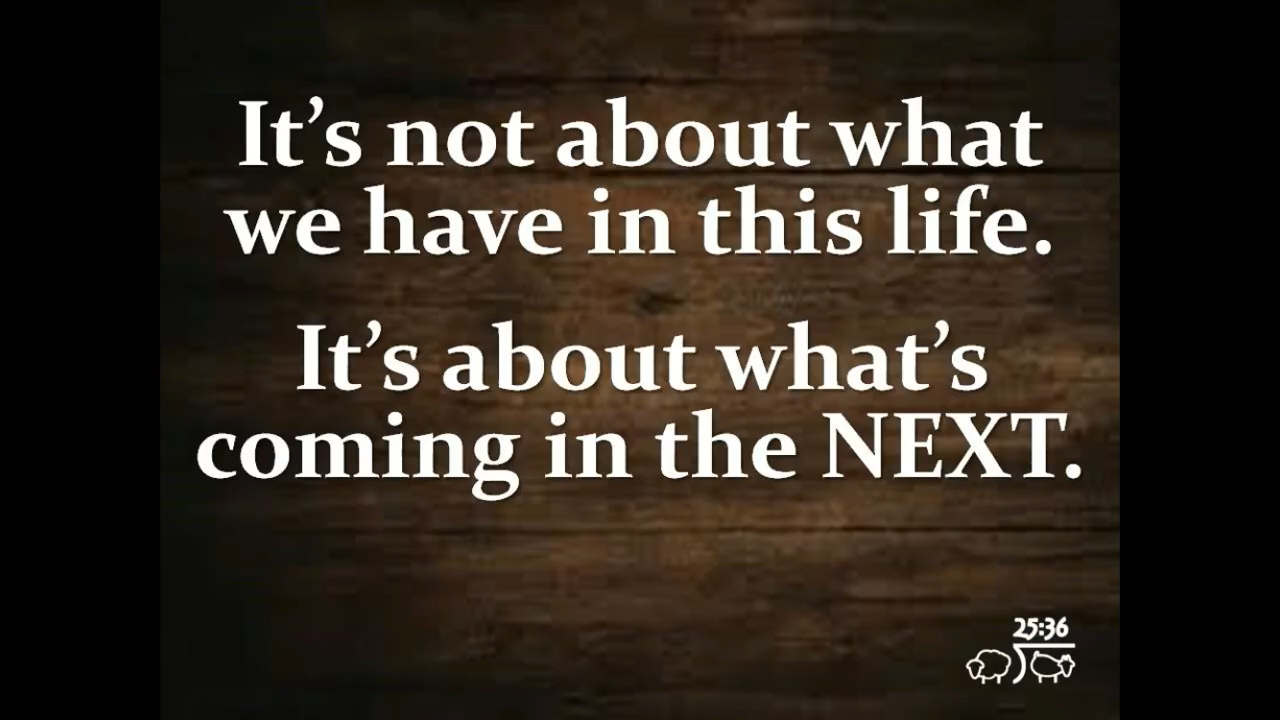 It’s not about what
we have in this life.
It’s about what’s
coming in the NEXT.
25:36